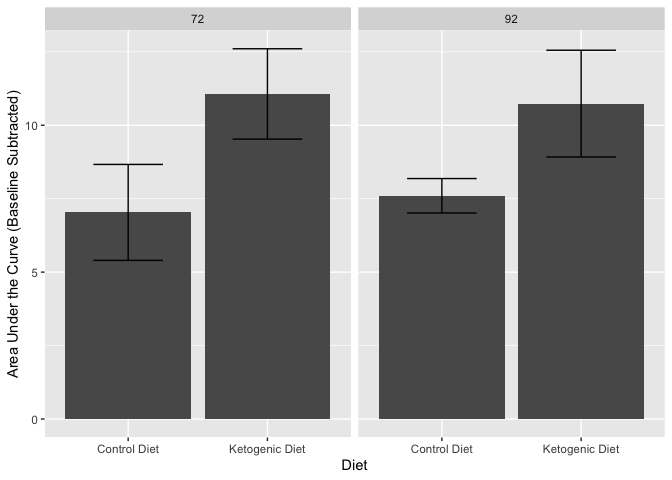 72
92
Area Under the Curve (Baseline Subtracted)
10
5
0
Control Diet
Ketogenic Diet
Control Diet
Ketogenic Diet
Diet